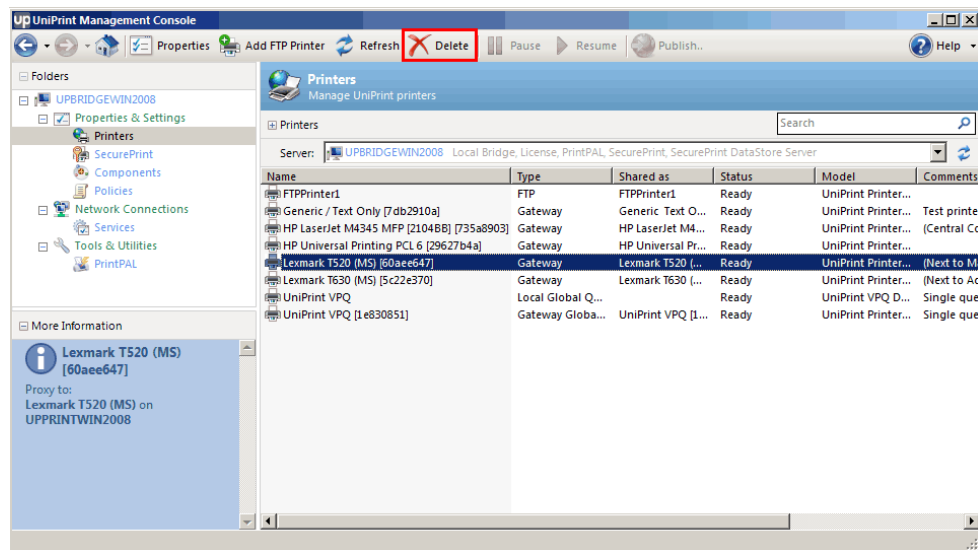 UP UniPrint Management Console
Properties Add FTP Printer Refresh Delete Pause Resume Publish.. Help
Folders
UPBRIDGEWIN2008
Properties & Settings
Printers
SecurePrint
Components
Policies
Network Connections
Services
Tools & Utilities
PrintPAL
More Information
Lexmark T520 (MS)
[60aee647]
Proxy to:
Lexmark T520 (MS) on
UPPRINTWIN2008
Printers
Manage UniPrint printers
Printers Search
Server: UPBRIDGEWIN2008 Local Bridge, License, PrintPAL, SecurePrint, SecurePrint DataStore Server
Name Type Shared as Status Model Comments
FTPPrinter1 FTP FTPPrinter1 Ready UniPrint Printer...
Generic / Text Only [7db2910a] Gateway Generic Text O... Ready UniPrint Printer... Test printe
HP LaserJet M4345 MFP [2104BB] [735a8903] Gateway HP LaserJet M4... Ready UniPrint Printer... (Central Co
HP Universal Printing PCL 6 [29627b4a] Gateway HP Universal Pr... Ready UniPrint Printer...
Lexmark T520 (MS) [60aee647] Gateway Lexmark T520 (... Ready UniPrint Printer... (Next to M
Lexmark T630 (MS) [5c22e370] Gateway Lexmark T630 (... Ready UniPrint Printer... (Next to Ac
UniPrint VPQ Local Global Q... Ready UniPrint VPQ D... Single que
UniPrint VPQ [1e830851] Gateway Globa... UniPrint VPQ [1... Ready UniPrint Printer... Single que